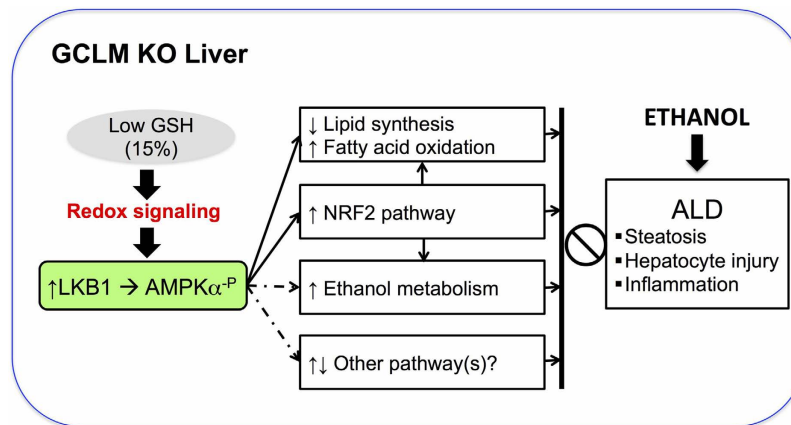 GCLM KO Liver
Low GSH
(15%)
Redox signaling
↑LKB1 → AMPKα-P
↓ Lipid synthesis
↑ Fatty acid oxidation
↑ NRF2 pathway
↑ Ethanol metabolism
↑↓ Other pathway(s)?
ETHANOL
ALD
▪Steatosis
▪Hepatocyte injury
▪Inflammation